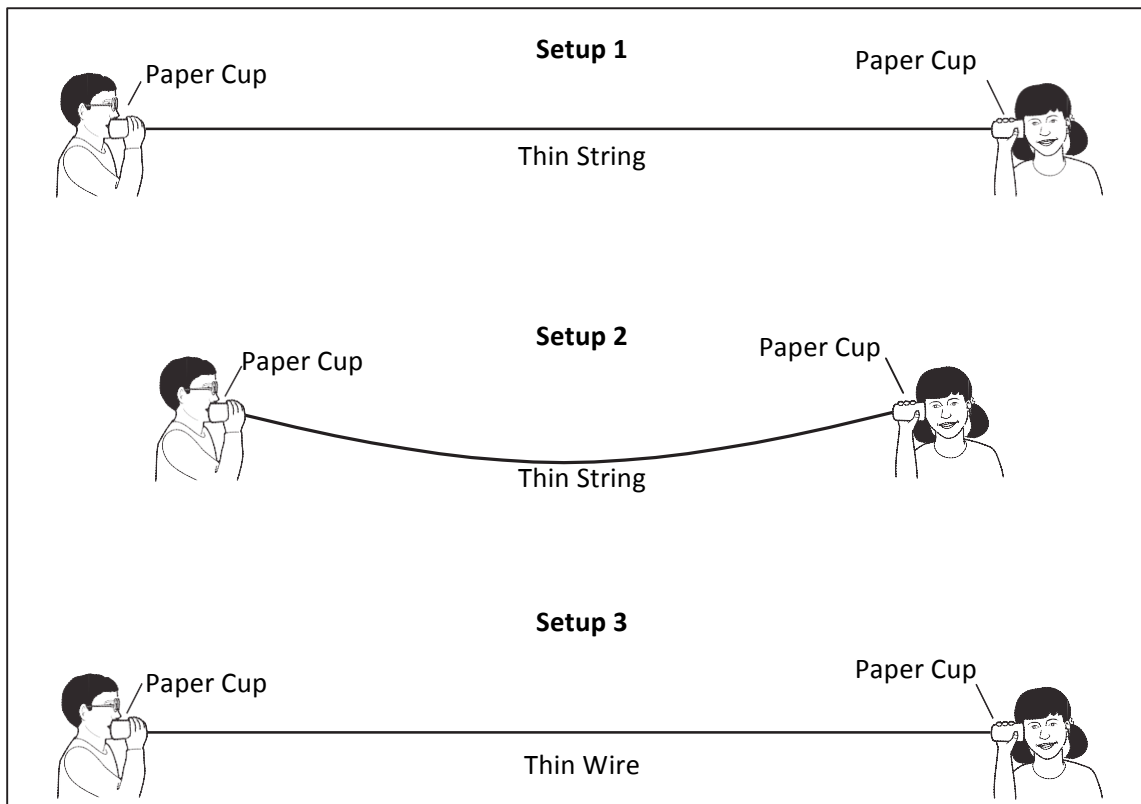 Setup 1
Paper Cup
Paper Cup
Thin String
Setup 2
Paper Cup
Paper Cup
Thin String
Setup 3
Paper Cup
Paper Cup
Thin Wire